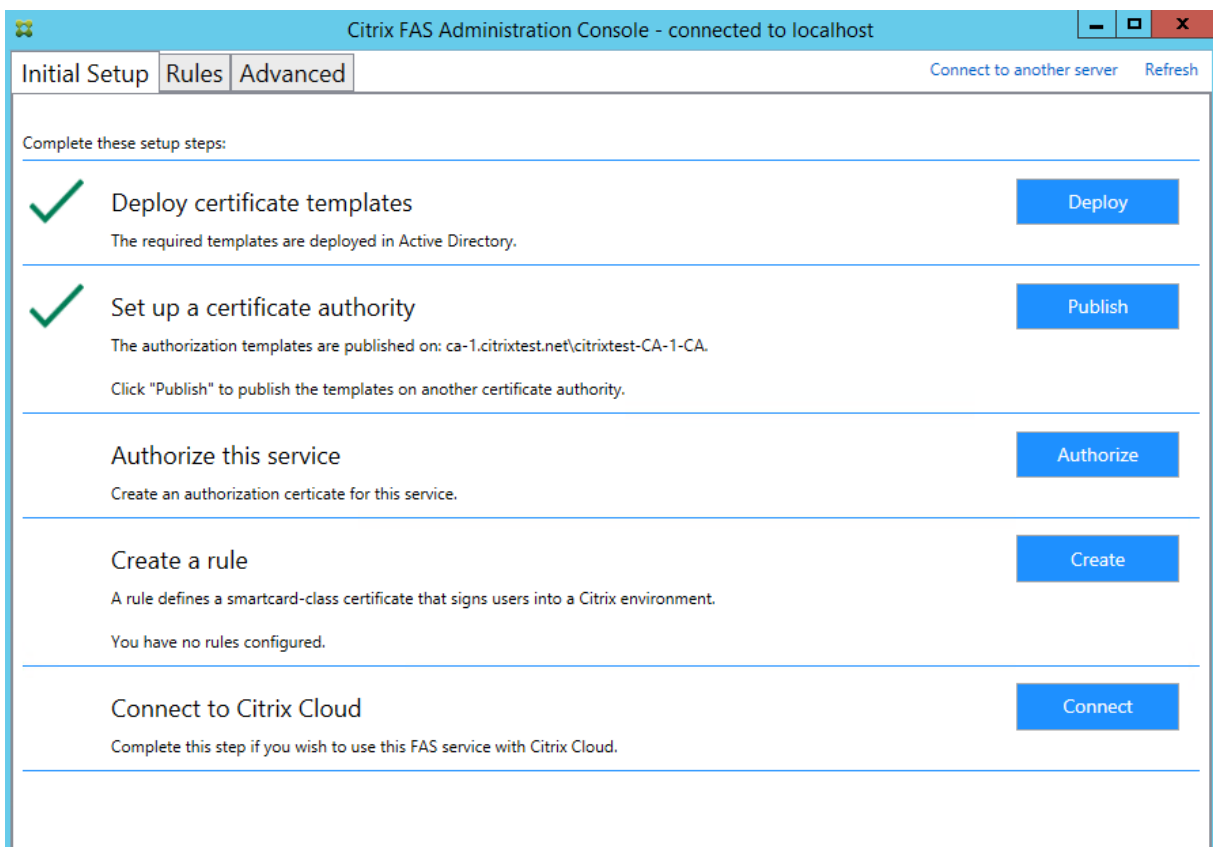 Citrix FAS Administration Console - connected to localhost
Initial Setup Rules Advanced Connect to another server Refresh
Complete these setup steps:
Deploy certificate templates Deploy
The required templates are deployed in Active Directory.
Set up a certificate authority Publish
The authorization templates are published on: ca-1.citrixtest.net\citrixtest-CA-1-CA.
Click "Publish" to publish the templates on another certificate authority.
Authorize this service Authorize
Create an authorization certicate for this service.
Create a rule Create
A rule defines a smartcard-class certificate that signs users into a Citrix environment.
You have no rules configured.
Connect to Citrix Cloud Connect
Complete this step if you wish to use this FAS service with Citrix Cloud.